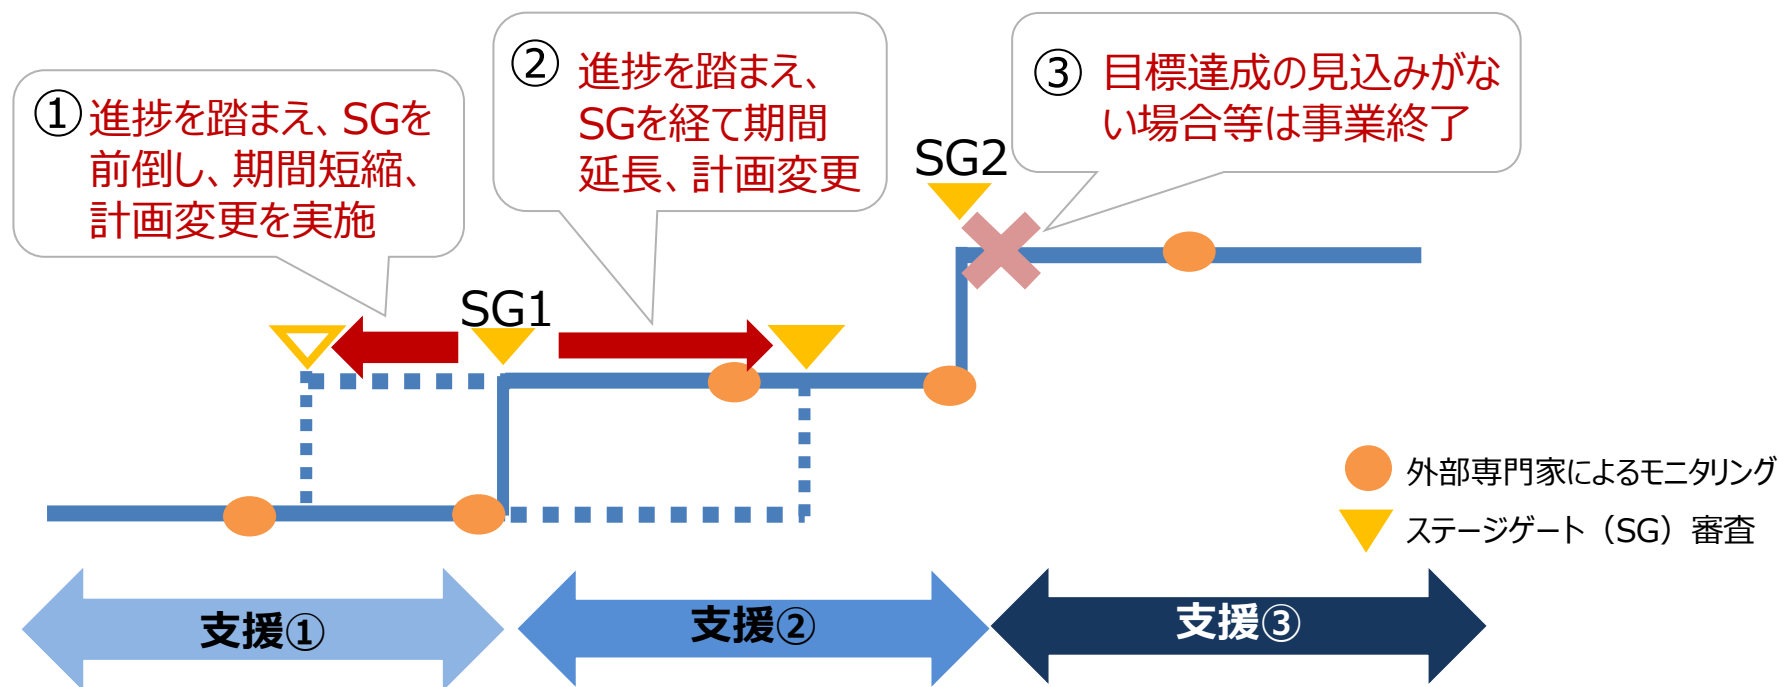 ① 進捗を踏まえ、SGを
前倒し、期間短縮、
計画変更を実施
② 進捗を踏まえ、
SGを経て期間
延長、計画変更
③ 目標達成の見込みがな
い場合等は事業終了
SG2
SG1
外部専門家によるモニタリング
ステージゲート（SG）審査
支援①
支援②
支援③